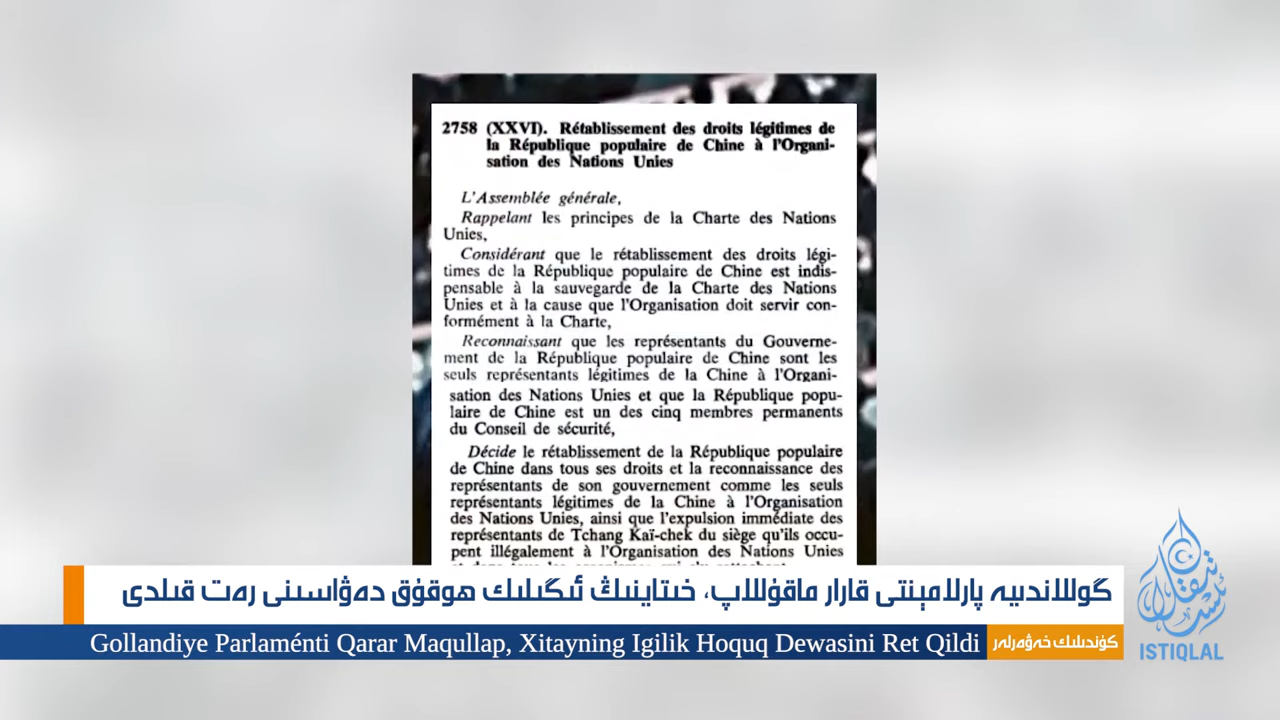 2758 (XXVI). Rétablissement des droits légitimes de
la République populaire de Chine à l'Organi-
sation des Nations Unies
L'Assemblée générale,
Rappelant les principes de la Charte des Nations
Unies,
Considérant que le rétablissement des droits légi-
times de la République populaire de Chine est indis-
pensable à la sauvegarde de la Charte des Nations
Unies et à la cause que l'Organisation doit servir con-
formément à la Charte,
Reconnaissant que les représentants du Gouverne-
ment de la République populaire de Chine sont les
seuls représentants légitimes de la Chine à l'Organi-
sation des Nations Unies et que la République popu-
laire de Chine est un des cinq membres permanents
du Conseil de sécurité,
Décide le rétablissement de la République populaire
de Chine dans tous ses droits et la reconnaissance des
représentants de son gouvernement comme les seuls
représentants légitimes de la Chine à l'Organisation
des Nations Unies, ainsi que l'expulsion immédiate des
représentants de Tchang Kaï-chek du siège qu'ils occu-
pent illégalement à l'Organisation des Nations Unies
گوللاندىيە پارلامېنتى قارار ماقۇللاپ، خىتاينىڭ ئىگىلىك ھوقۇق دەۋاسىنى رەت قىلدى
Gollandiye Parlaménti Qarar Maqullap, Xitayning Igilik Hoquq Dewasini Ret Qildi
كۈندىلىك خەۋەرلەر
ISTIQLAL